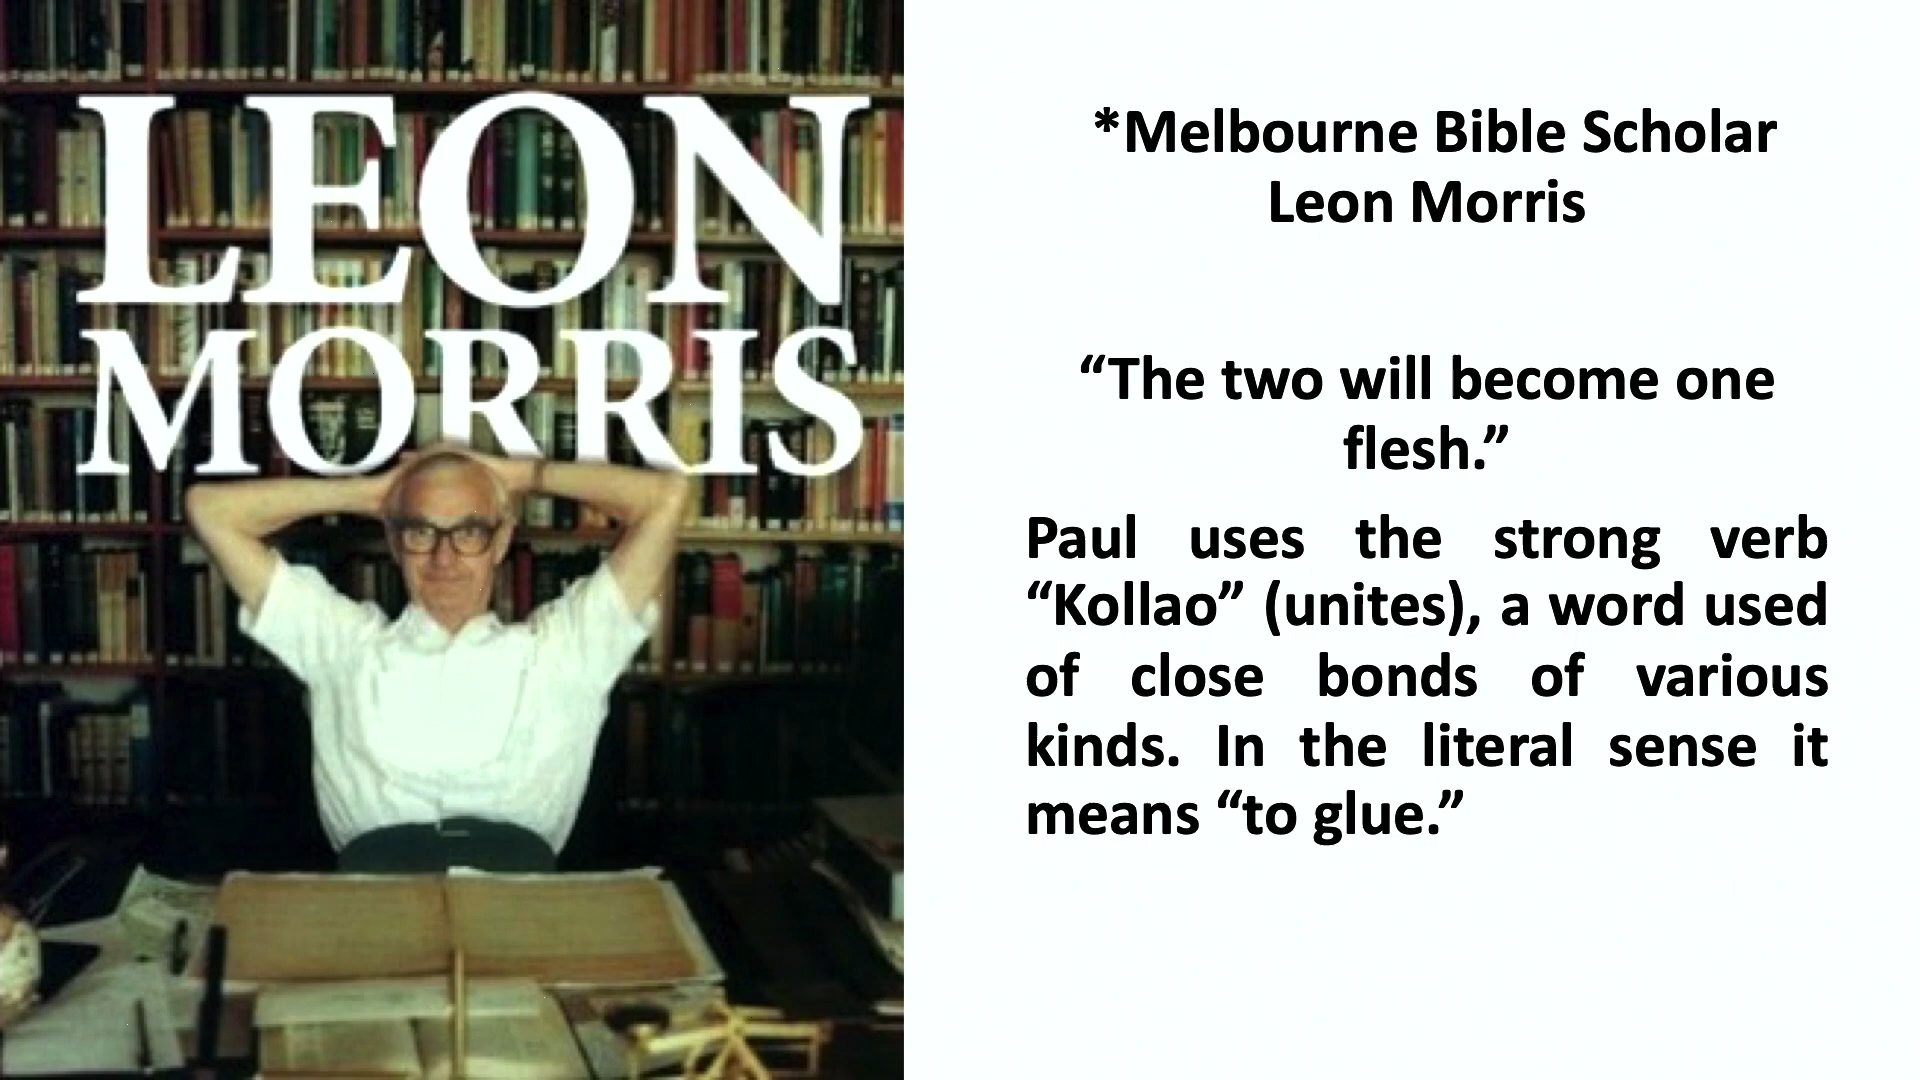 LEON
MORRIS
*Melbourne Bible Scholar
Leon Morris
“The two will become one
flesh.”
Paul uses the strong verb
“Kollao” (unites), a word used
of close bonds of various
kinds. In the literal sense it
means “to glue.”